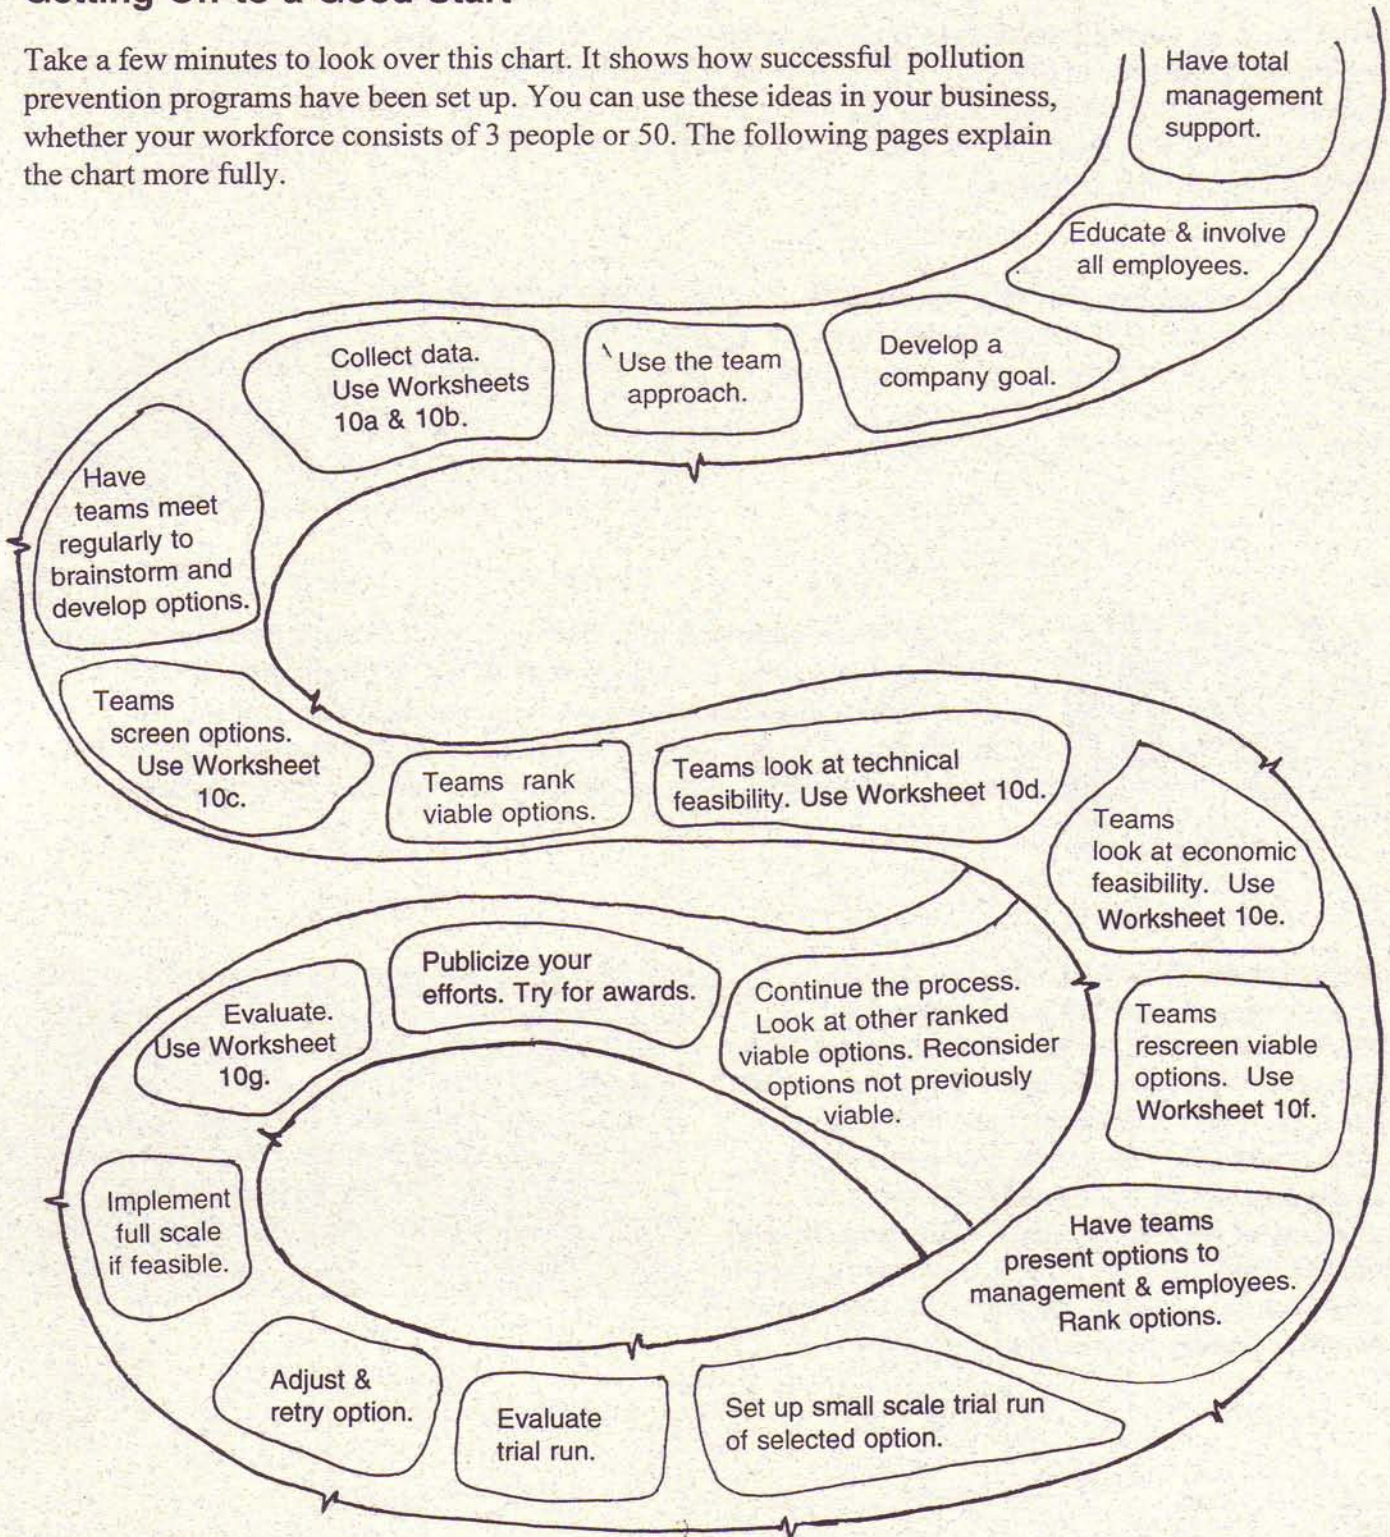 Getting On to a Good Start
Take a few minutes to look over this chart. It shows how successful pollution
prevention programs have been set up. You can use these ideas in your business,
whether your workforce consists of 3 people or 50. The following pages explain
the chart more fully.
Have total
management
support.
Educate & involve
all employees.
Develop a
company goal.
Use the team
approach.
Collect data.
Use Worksheets
10a & 10b.
Have
teams meet
regularly to
brainstorm and
develop options.
Teams
screen options.
Use Worksheet
10c.
Teams rank
viable options.
Teams look at technical
feasibility. Use Worksheet 10d.
Teams
look at economic
feasibility. Use
Worksheet 10e.
Teams
rescreen viable
options. Use
Worksheet 10f.
Have teams
present options to
management & employees.
Rank options.
Set up small scale trial run
of selected option.
Evaluate
trial run.
Adjust &
retry option.
Implement
full scale
if feasible.
Evaluate.
Use Worksheet
10g.
Publicize your
efforts. Try for awards.
Continue the process.
Look at other ranked
viable options. Reconsider
options not previously
viable.